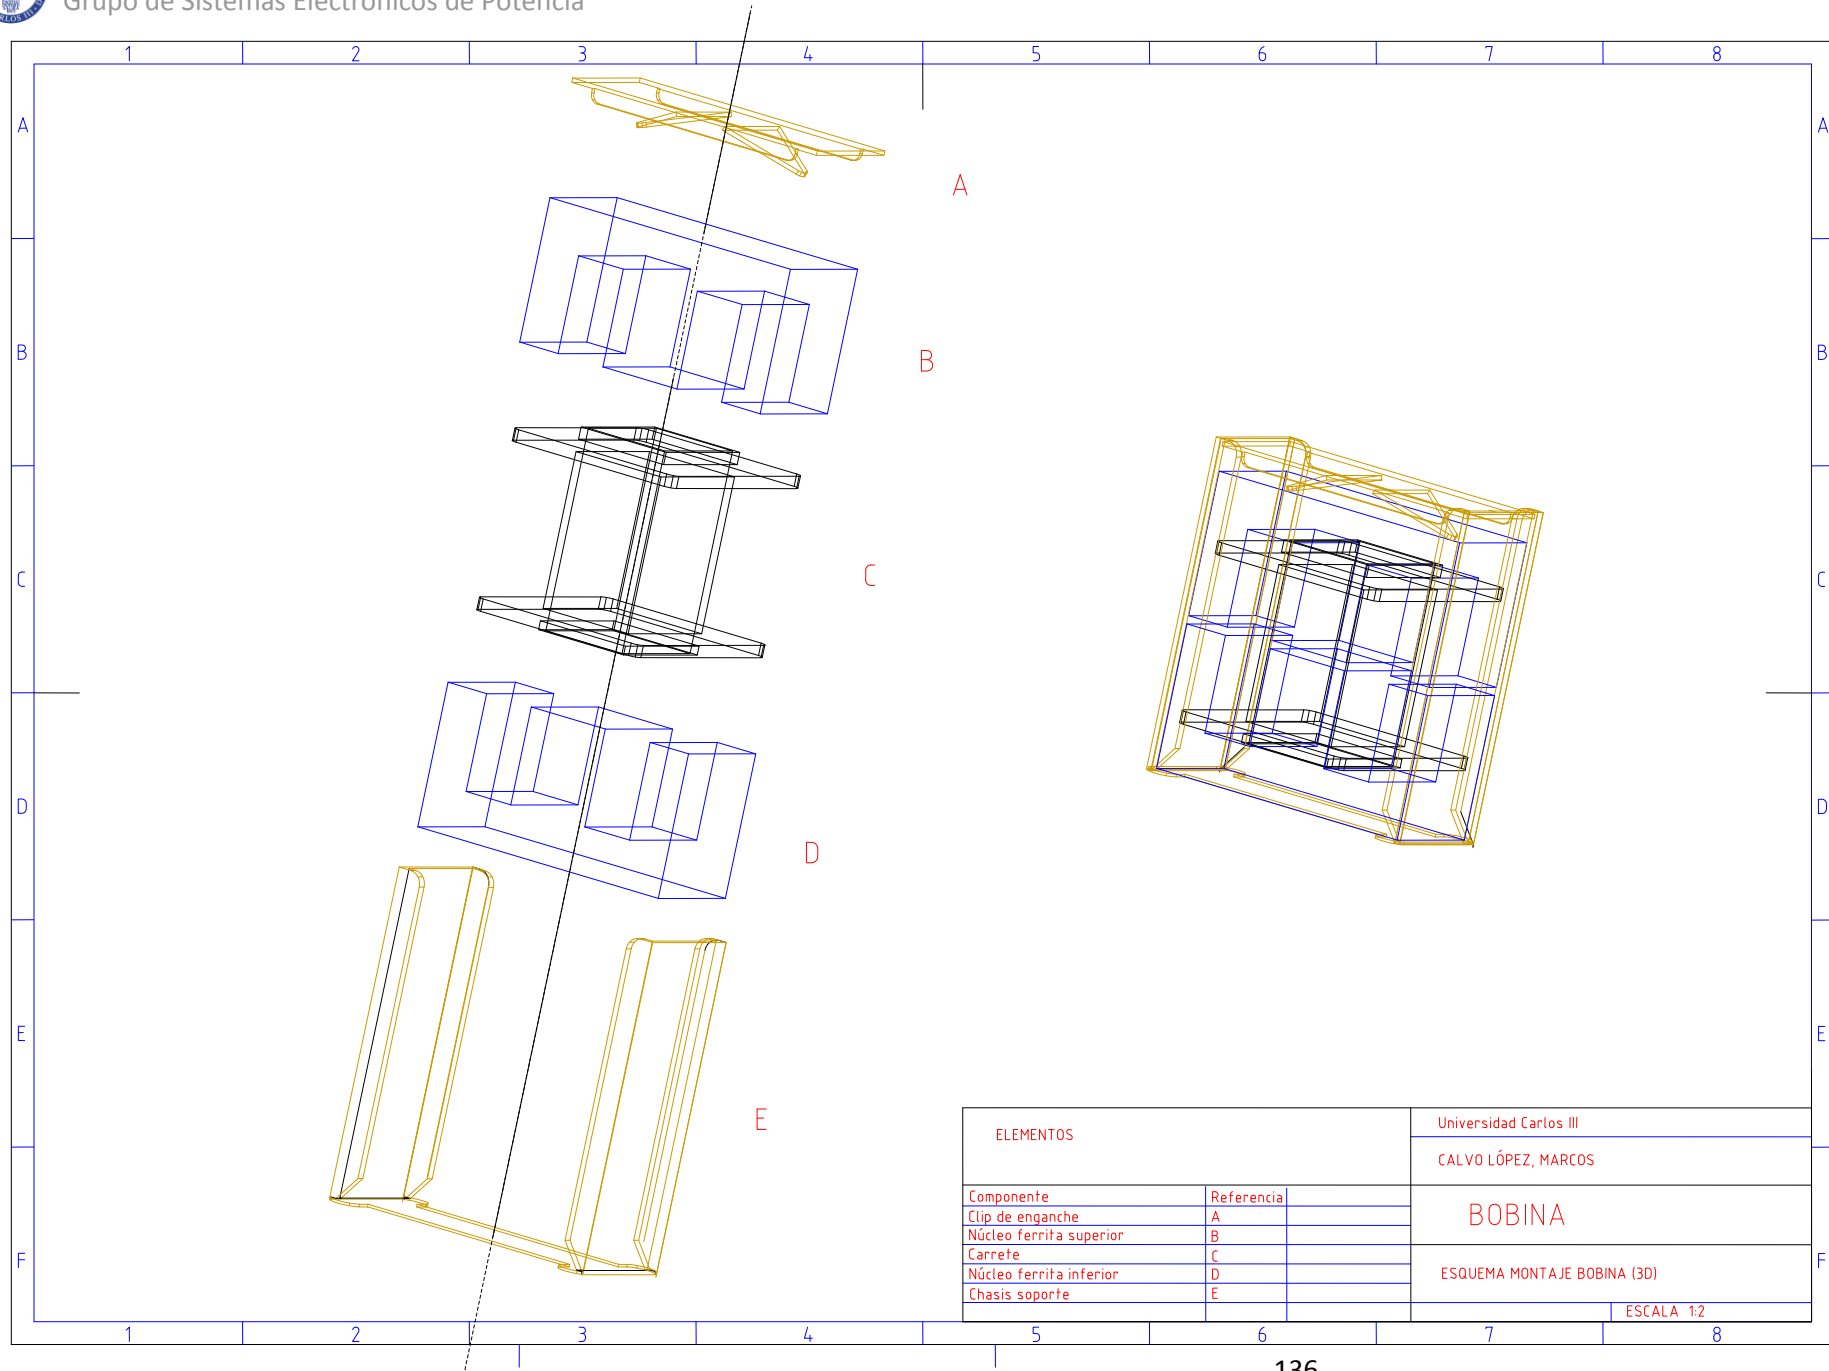 Grupo de Sistemas Electrónicos de Potencia
1 2 3 4 5 6 7 8
A A
A
B B
B
C C
C
D D
D
E E
E
F F
ELEMENTOS
Universidad Carlos III
CALVO LÓPEZ, MARCOS
Componente Referencia
Clip de enganche A
Núcleo ferrita superior B
Carrete C
Núcleo ferrita inferior D
Chasis soporte E
BOBINA
ESQUEMA MONTAJE BOBINA (3D)
ESCALA 1:2
1 2 3 4 5 6 7 8
136